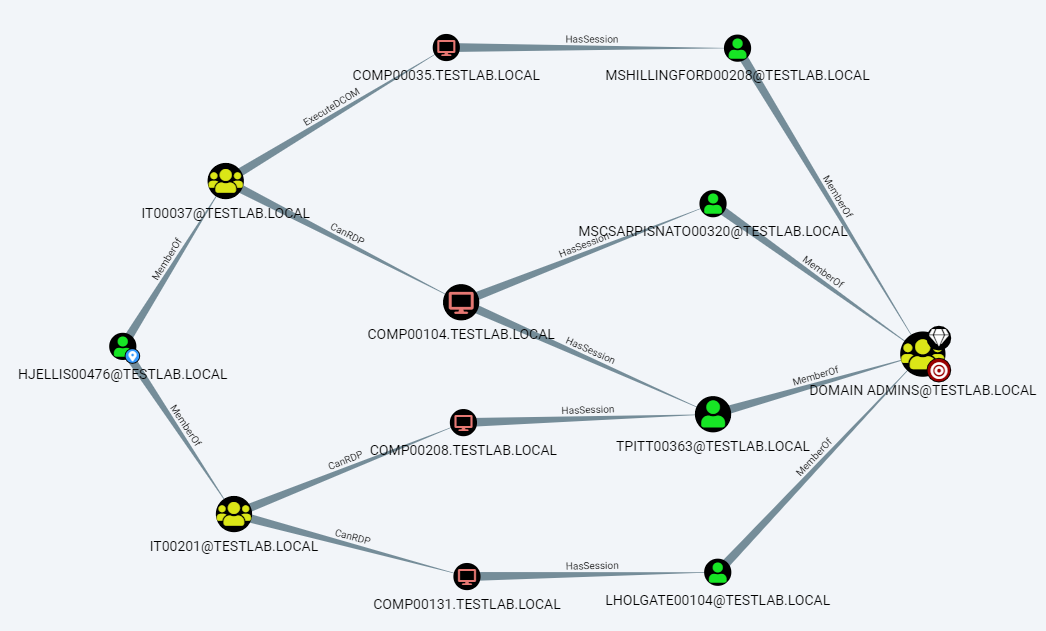 HasSession
COMP00035.TESTLAB.LOCAL
MSHILLINGFORD00208@TESTLAB.LOCAL
ExecuteDCOM
MemberOf
IT00037@TESTLAB.LOCAL
CanRDP
MSCSARPISNATO00320@TESTLAB.LOCAL
HasSession
MemberOf
MemberOf
COMP00104.TESTLAB.LOCAL
HasSession
HJELLIS00476@TESTLAB.LOCAL
MemberOf
DOMAIN ADMINS@TESTLAB.LOCAL
MemberOf
HasSession
COMP00208.TESTLAB.LOCAL
TPITT00363@TESTLAB.LOCAL
CanRDP
MemberOf
IT00201@TESTLAB.LOCAL
CanRDP
HasSession
COMP00131.TESTLAB.LOCAL
LHOLGATE00104@TESTLAB.LOCAL